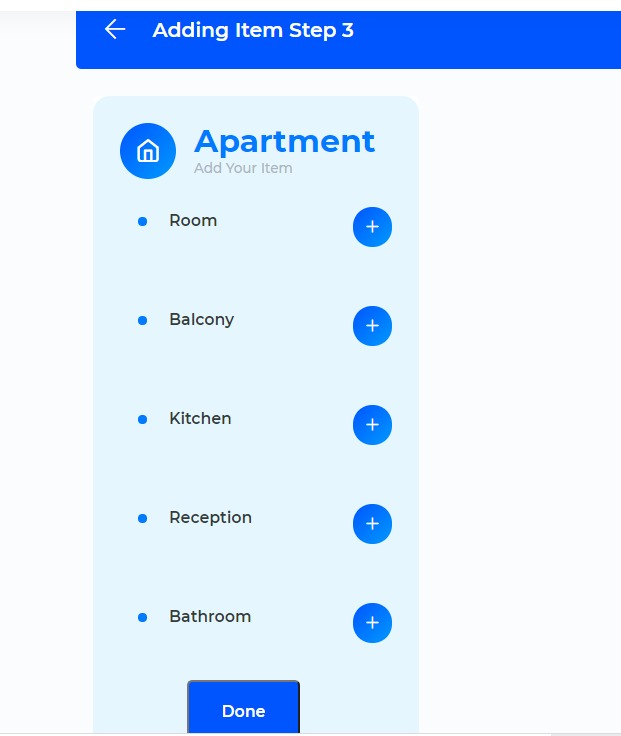 Adding Item Step 3
Apartment
Add Your Item
Room
Balcony
Kitchen
Reception
Bathroom
Done